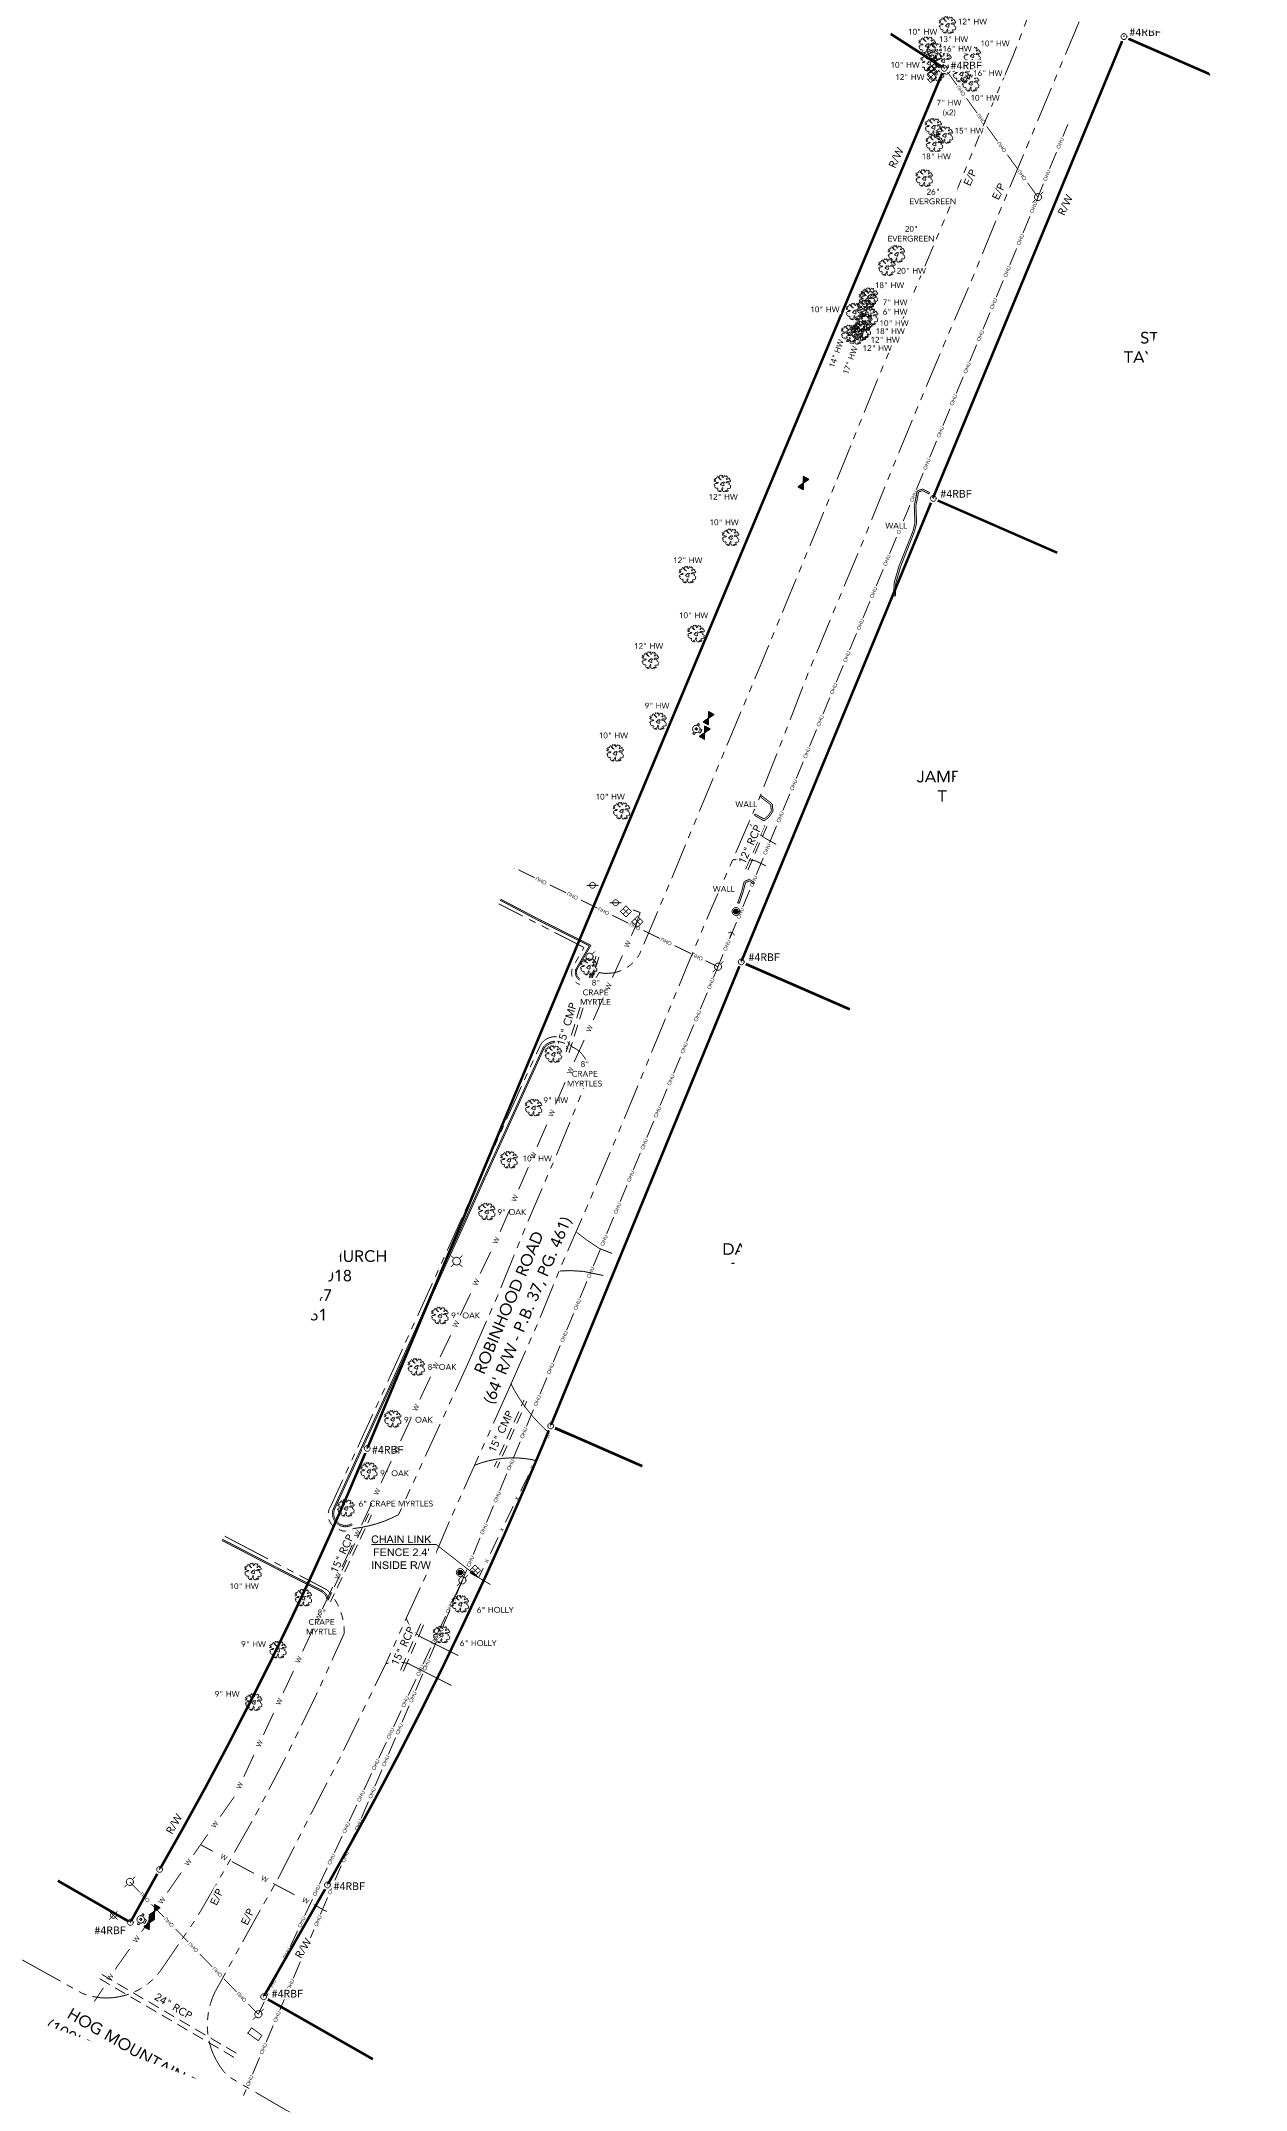 12" HW
#4RBF
10" HW
13" HW
10" HW
16" HW
10" HW
#4RBF
16" HW
12" HW
10" HW
7" HW
(x2)
15" HW
18" HW
R/W
E/P
E/P
R/W
26"
EVERGREEN
20"
EVERGREEN
20" HW
18" HW
7" HW
10" HW
6" HW
10" HW
18" HW
12" HW
12" HW
14" HW
17" HW
12" HW
#4RBF
10" HW
WALL
12" HW
10" HW
12" HW
9" HW
10" HW
10" HW
WALL
12" RCP
WALL
#4RBF
8"
CRAPE
MYRTLE
15" CMP
8"
CRAPE
MYRTLES
9" HW
10" HW
9" OAK
ROBINHOOD ROAD
(64' R/W - P.B. 37, PG. 461)
9" OAK
8" OAK
9" OAK
15" CMP
#4RBF
9" OAK
6" CRAPE MYRTLES
15" RCP
CHAIN LINK
FENCE 2.4'
INSIDE R/W
10" HW
8"
CRAPE
MYRTLE
6" HOLLY
15" RCP
6" HOLLY
9" HW
9" HW
R/W
#4RBF
E/P
E/P
#4RBF
R/W
#4RBF
24" RCP
HOG MOUNTAIN